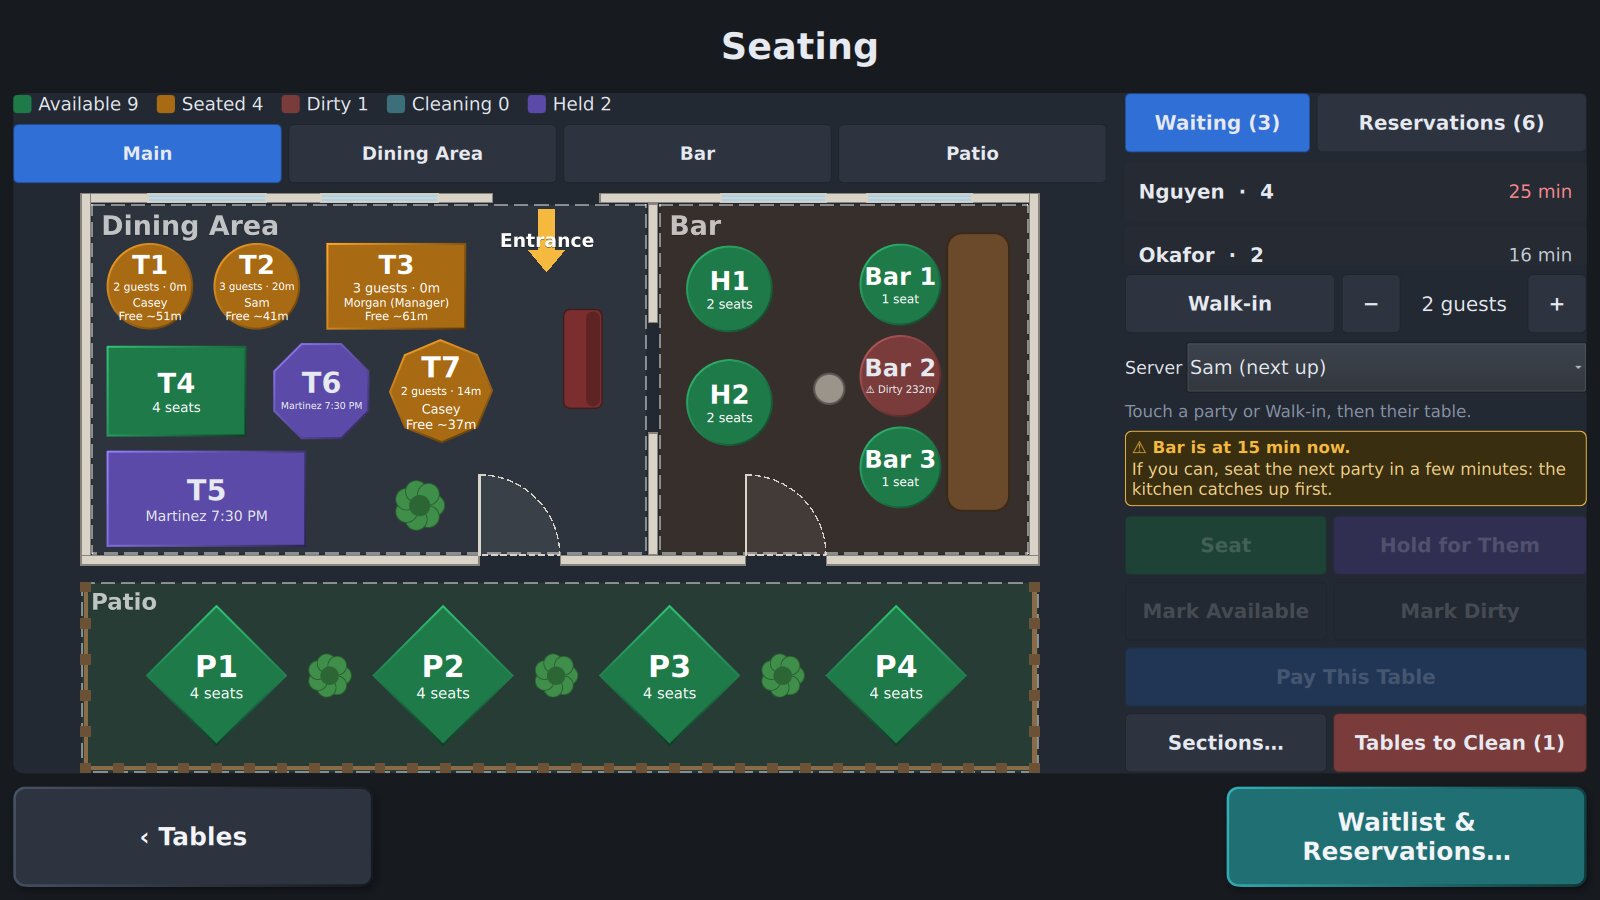 Seating
Available 9
Seated 4
Dirty 1
Cleaning 0
Held 2
Main
Dining Area
Bar
Patio
Dining Area
Entrance
T1
2 guests · 0m
Casey
Free ~51m
T2
3 guests · 20m
Sam
Free ~41m
T3
3 guests · 0m
Morgan (Manager)
Free ~61m
T4
4 seats
T6
Martinez 7:30 PM
T7
2 guests · 14m
Casey
Free ~37m
T5
Martinez 7:30 PM
Bar
H1
2 seats
H2
2 seats
Bar 1
1 seat
Bar 2
⚠ Dirty 232m
Bar 3
1 seat
Patio
P1
4 seats
P2
4 seats
P3
4 seats
P4
4 seats
Waiting (3)
Reservations (6)
Nguyen · 4
25 min
Okafor · 2
16 min
Walk-in
−
2 guests
+
Server
Sam (next up)
Touch a party or Walk-in, then their table.
⚠ Bar is at 15 min now.
If you can, seat the next party in a few minutes: the
kitchen catches up first.
Seat
Hold for Them
Mark Available
Mark Dirty
Pay This Table
Sections…
Tables to Clean (1)
‹ Tables
Waitlist &
Reservations…